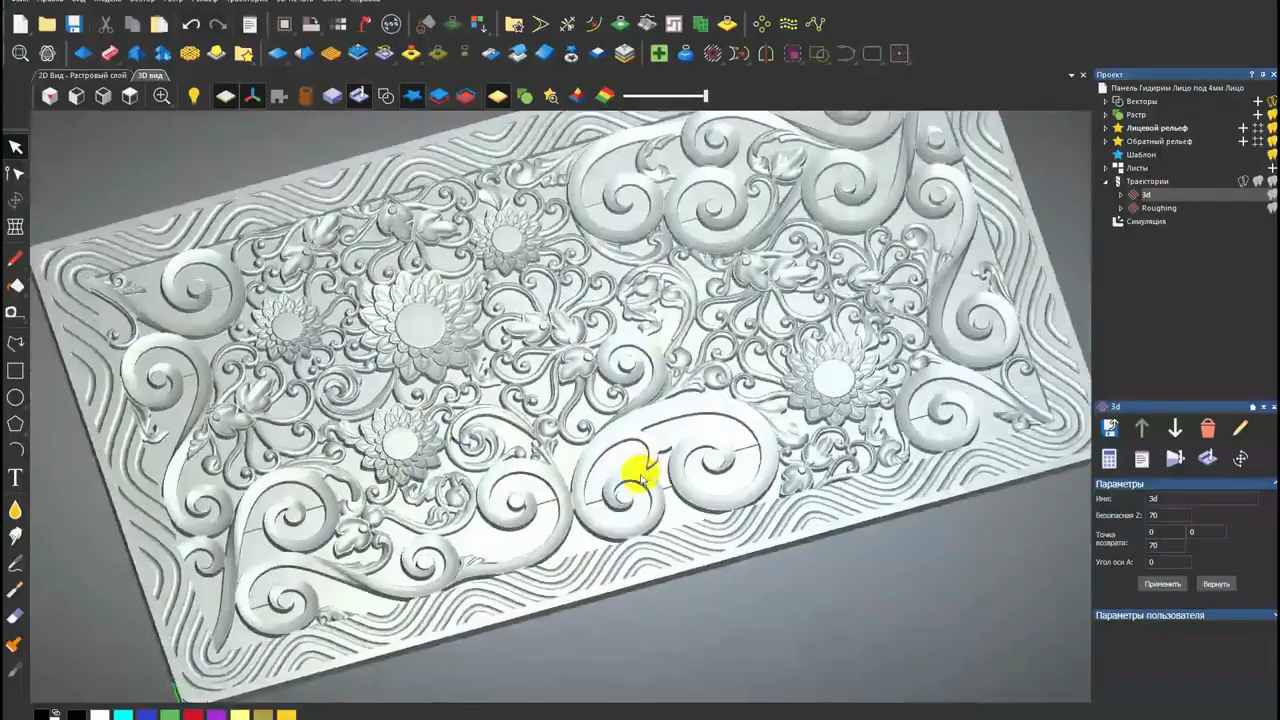 2D Вид - Растровый слой
3D вид
Проект
Панель Гидирим Лицо под 4мм Лицо
Векторы
Растр
Лицевой рельеф
Обратный рельеф
Шаблон
Листы
Траектории
3d
Roughing
Симуляция
3d
Параметры
Имя: 3d
Безопасная Z: 70
Точка возврата: 0 0
70
Угол оси А: 0
Применить Вернуть
Параметры пользователя